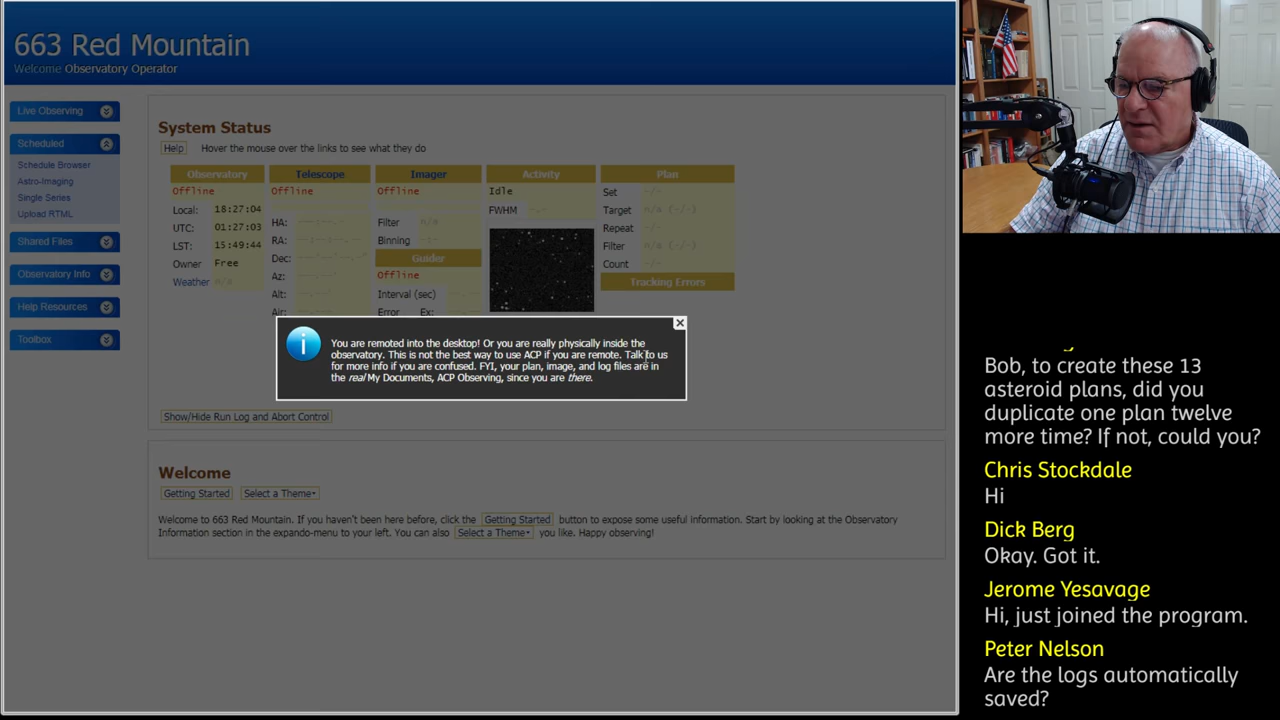 663 Red Mountain
Welcome Observatory Operator
Live Observing
Scheduled
Schedule Browser
Astro-Imaging
Single Series
Upload RTML
Shared Files
Observatory Info
Help Resources
Toolbox
System Status
Help Hover the mouse over the links to see what they do
Observatory Telescope Imager Activity Plan
Offline Offline Offline Idle Set -/-
Local: 18:27:04 HA: Filter n/a FWHM -.- Target n/a (-/-)
UTC: 01:27:03 RA: Binning -:- Repeat -/-
LST: 15:49:44 Dec: Guider Filter n/a (-/-)
Owner Free Az: Offline Count -/-
Weather n/a Alt: Interval (sec) Tracking Errors
Air: Error Ex:
You are remoted into the desktop! Or you are really physically inside the
observatory. This is not the best way to use ACP if you are remote. Talk to us
for more info if you are confused. FYI, your plan, image, and log files are in
the real My Documents, ACP Observing, since you are there.
Show/Hide Run Log and Abort Control
Welcome
Getting Started Select a Theme
Welcome to 663 Red Mountain. If you haven't been here before, click the Getting Started button to expose some useful information. Start by looking at the Observatory
Information section in the expando-menu to your left. You can also Select a Theme you like. Happy observing!
Bob, to create these 13
asteroid plans, did you
duplicate one plan twelve
more time? If not, could you?
Chris Stockdale
Hi
Dick Berg
Okay. Got it.
Jerome Yesavage
Hi, just joined the program.
Peter Nelson
Are the logs automatically
saved?